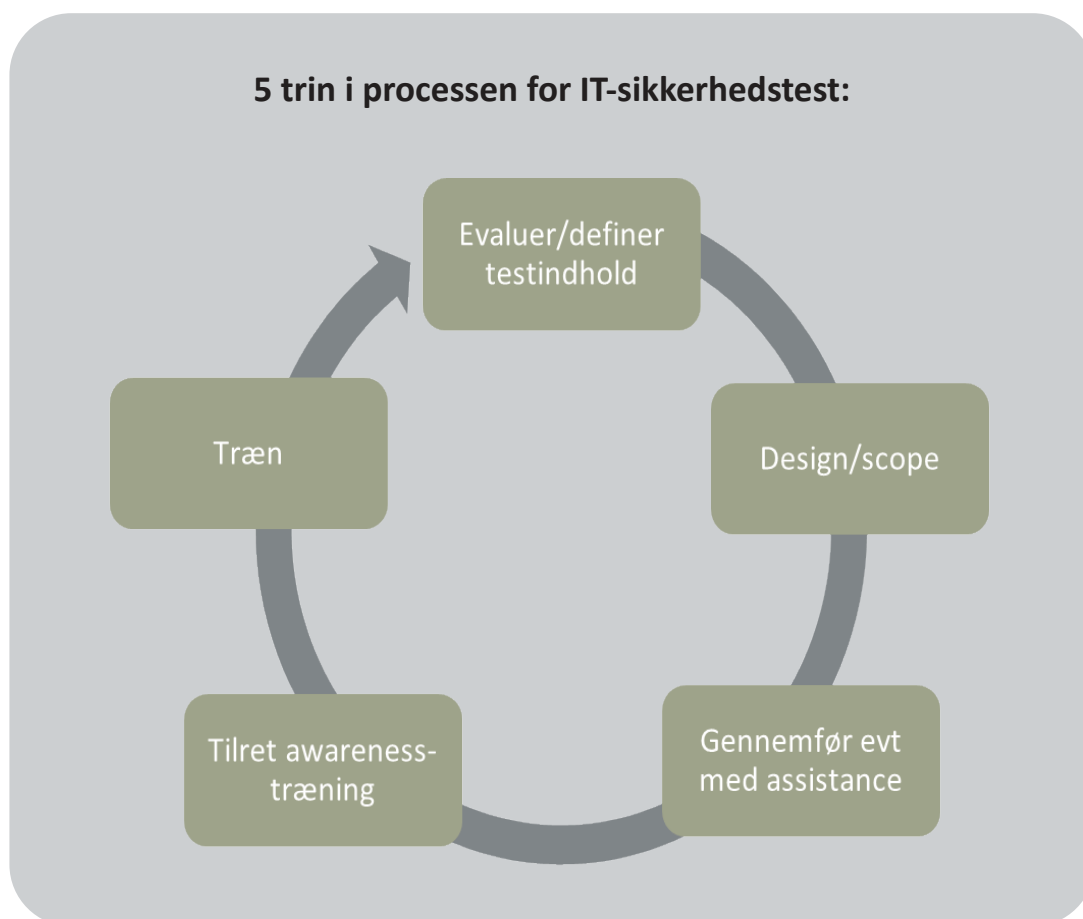 5 trin i processen for IT-sikkerhedstest:
Evaluer/definer
testindhold
Design/scope
Gennemfør evt
med assistance
Tilret awareness-
træning
Træn